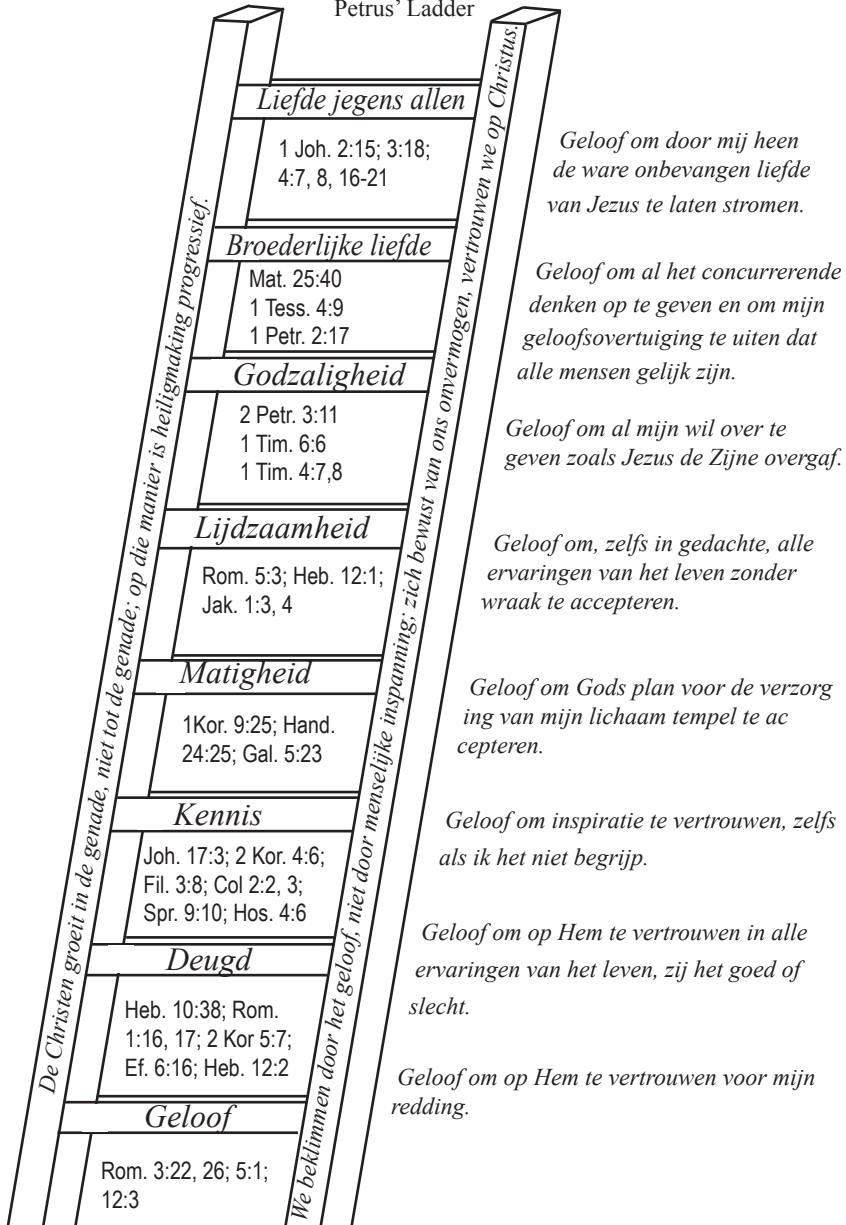 Petrus’ Ladder
Liefde jegens allen
1 Joh. 2:15; 3:18;
4:7, 8, 16-21
Geloof om door mij heen
de ware onbevangen liefde
van Jezus te laten stromen.
Broederlijke liefde
Mat. 25:40
1 Tess. 4:9
1 Petr. 2:17
Geloof om al het concurrerende
denken op te geven en om mijn
geloofsovertuiging te uiten dat
alle mensen gelijk zijn.
Godzaligheid
2 Petr. 3:11
1 Tim. 6:6
1 Tim. 4:7,8
Geloof om al mijn wil over te
geven zoals Jezus de Zijne overgaf.
Lijdzaamheid
Rom. 5:3; Heb. 12:1;
Jak. 1:3, 4
Geloof om, zelfs in gedachte, alle
ervaringen van het leven zonder
wraak te accepteren.
Matigheid
1Kor. 9:25; Hand.
24:25; Gal. 5:23
Geloof om Gods plan voor de verzorg
ing van mijn lichaam tempel te ac
cepteren.
Kennis
Joh. 17:3; 2 Kor. 4:6;
Fil. 3:8; Col 2:2, 3;
Spr. 9:10; Hos. 4:6
Geloof om inspiratie te vertrouwen, zelfs
als ik het niet begrijp.
Deugd
Heb. 10:38; Rom.
1:16, 17; 2 Kor 5:7;
Ef. 6:16; Heb. 12:2
Geloof om op Hem te vertrouwen in alle
ervaringen van het leven, zij het goed of
slecht.
Geloof
Rom. 3:22, 26; 5:1;
12:3
Geloof om op Hem te vertrouwen voor mijn
redding.
De Christen groeit in de genade, niet tot de genade; op die manier is heiligmaking progressief.
We beklimmen door het geloof, niet door menselijke inspanning; zich bewust van ons onvermogen, vertrouwen we op Christus.